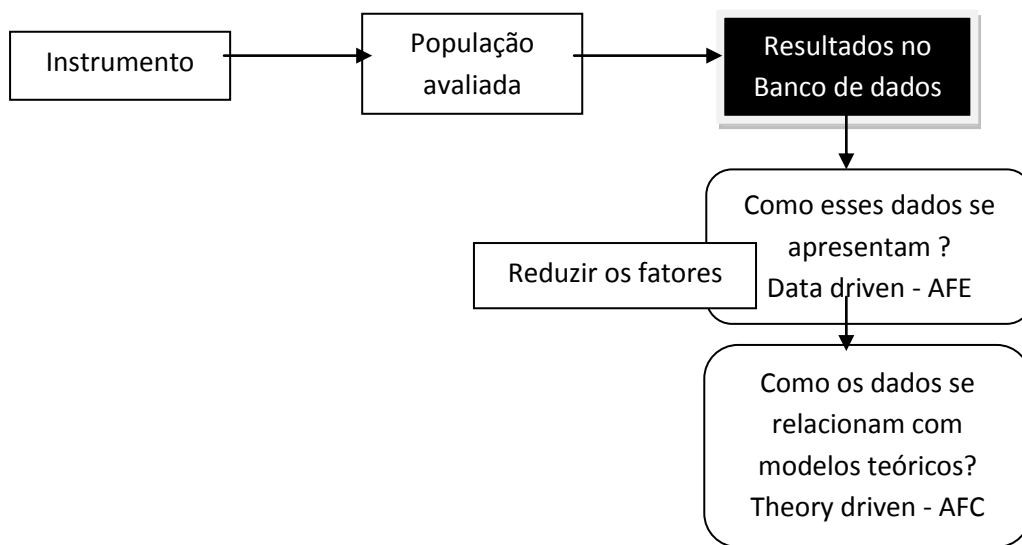 Instrumento
População
avaliada
Resultados no
Banco de dados
Como esses dados se
apresentam ?
Data driven - AFE
Reduzir os fatores
Como os dados se
relacionam com
modelos teóricos?
Theory driven - AFC